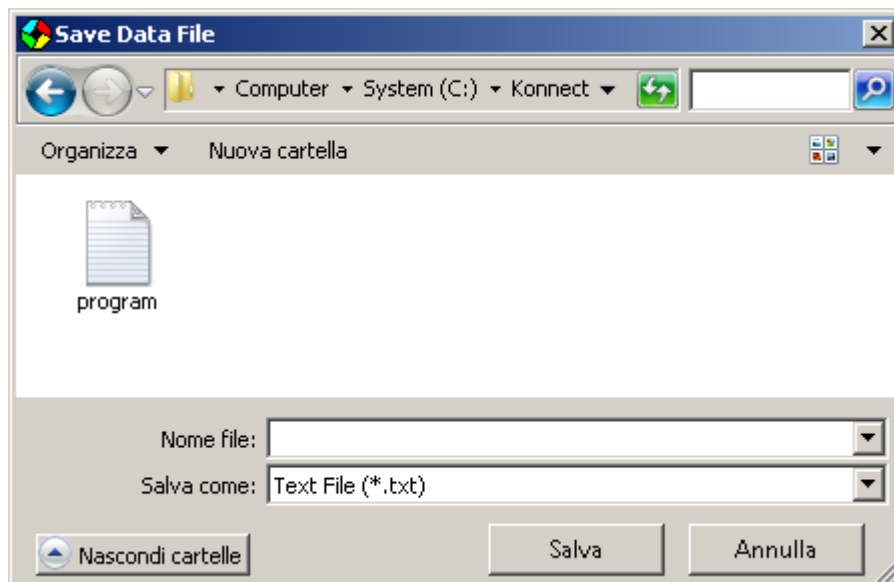 Save Data File
Computer System (C:) Konnect
Organizza Nuova cartella
program
Nome file:
Salva come: Text File (*.txt)
Nascondi cartelle Salva Annulla